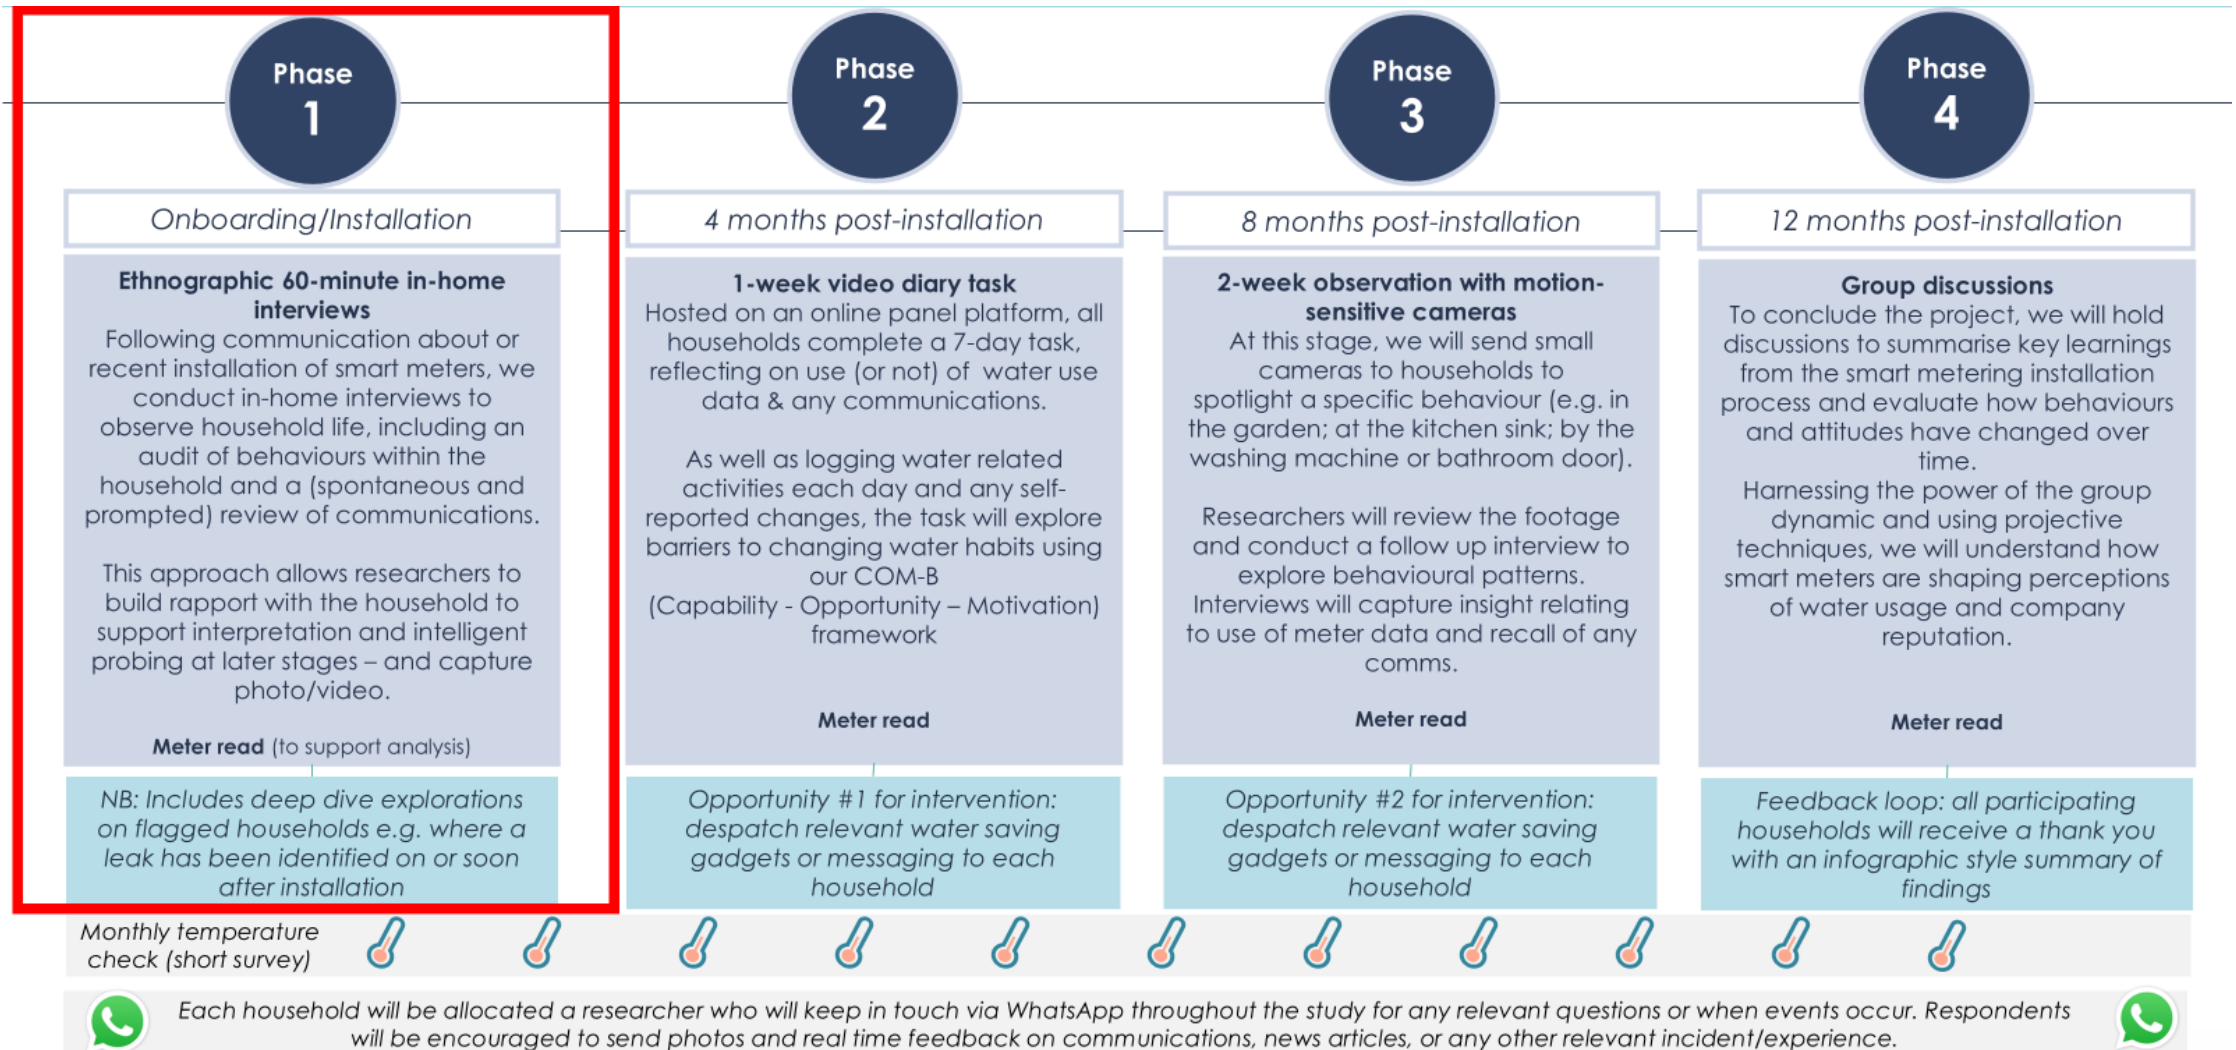 Phase
1
Onboarding/Installation
Ethnographic 60-minute in-home
interviews
Following communication about or
recent installation of smart meters, we
conduct in-home interviews to
observe household life, including an
audit of behaviours within the
household and a (spontaneous and
prompted) review of communications.
This approach allows researchers to
build rapport with the household to
support interpretation and intelligent
probing at later stages – and capture
photo/video.
Meter read (to support analysis)
NB: Includes deep dive explorations
on flagged households e.g. where a
leak has been identified on or soon
after installation
Phase
2
4 months post-installation
1-week video diary task
Hosted on an online panel platform, all
households complete a 7-day task,
reflecting on use (or not) of water use
data & any communications.
As well as logging water related
activities each day and any self-
reported changes, the task will explore
barriers to changing water habits using
our COM-B
(Capability - Opportunity – Motivation)
framework
Meter read
Opportunity #1 for intervention:
despatch relevant water saving
gadgets or messaging to each
household
Phase
3
8 months post-installation
2-week observation with motion-
sensitive cameras
At this stage, we will send small
cameras to households to
spotlight a specific behaviour (e.g. in
the garden; at the kitchen sink; by the
washing machine or bathroom door).
Researchers will review the footage
and conduct a follow up interview to
explore behavioural patterns.
Interviews will capture insight relating
to use of meter data and recall of any
comms.
Meter read
Opportunity #2 for intervention:
despatch relevant water saving
gadgets or messaging to each
household
Phase
4
12 months post-installation
Group discussions
To conclude the project, we will hold
discussions to summarise key learnings
from the smart metering installation
process and evaluate how behaviours
and attitudes have changed over
time.
Harnessing the power of the group
dynamic and using projective
techniques, we will understand how
smart meters are shaping perceptions
of water usage and company
reputation.
Meter read
Feedback loop: all participating
households will receive a thank you
with an infographic style summary of
findings
Monthly temperature
check (short survey)
Each household will be allocated a researcher who will keep in touch via WhatsApp throughout the study for any relevant questions or when events occur. Respondents
will be encouraged to send photos and real time feedback on communications, news articles, or any other relevant incident/experience.